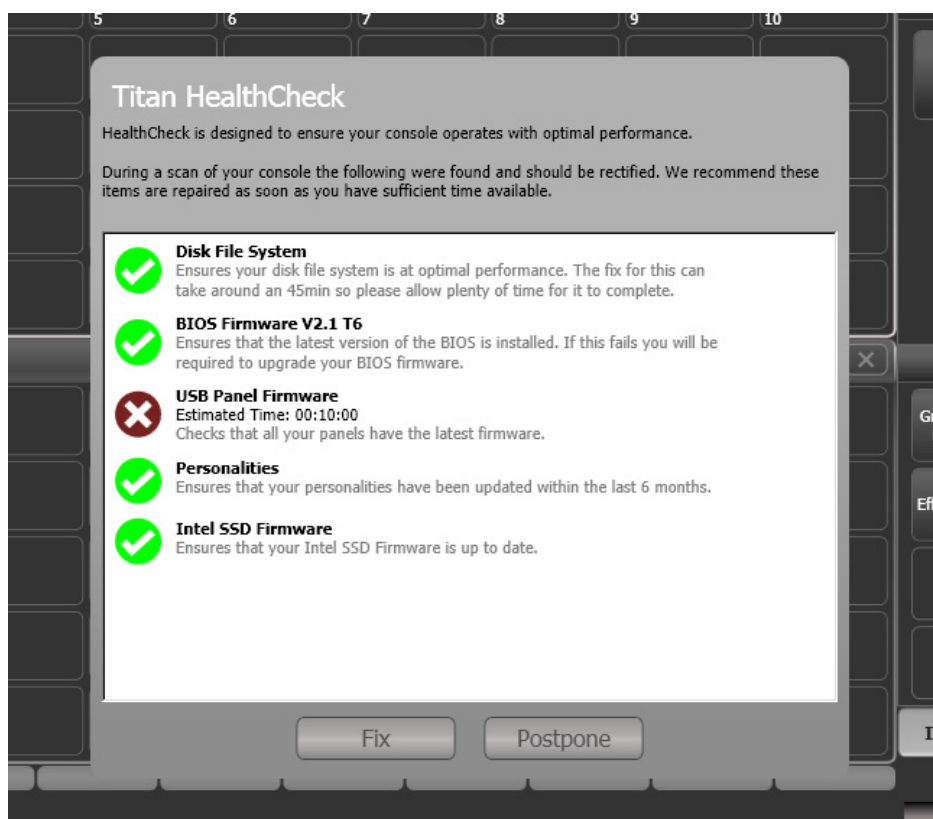 5 6 7 8 9 10
Titan HealthCheck
HealthCheck is designed to ensure your console operates with optimal performance.
During a scan of your console the following were found and should be rectified. We recommend these
items are repaired as soon as you have sufficient time available.
Disk File System
Ensures your disk file system is at optimal performance. The fix for this can
take around an 45min so please allow plenty of time for it to complete.
BIOS Firmware V2.1 T6
Ensures that the latest version of the BIOS is installed. If this fails you will be
required to upgrade your BIOS firmware.
USB Panel Firmware
Estimated Time: 00:10:00
Checks that all your panels have the latest firmware.
Personalities
Ensures that your personalities have been updated within the last 6 months.
Intel SSD Firmware
Ensures that your Intel SSD Firmware is up to date.
Fix
Postpone